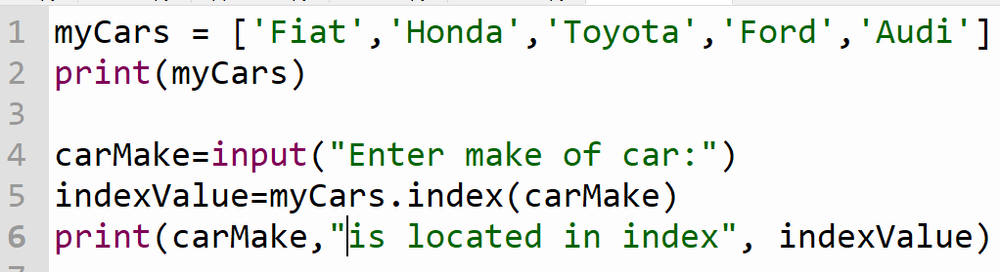 1 myCars = ['Fiat','Honda','Toyota','Ford','Audi']
2 print(myCars)
3
4 carMake=input("Enter make of car:")
5 indexValue=myCars.index(carMake)
6 print(carMake,"is located in index", indexValue)